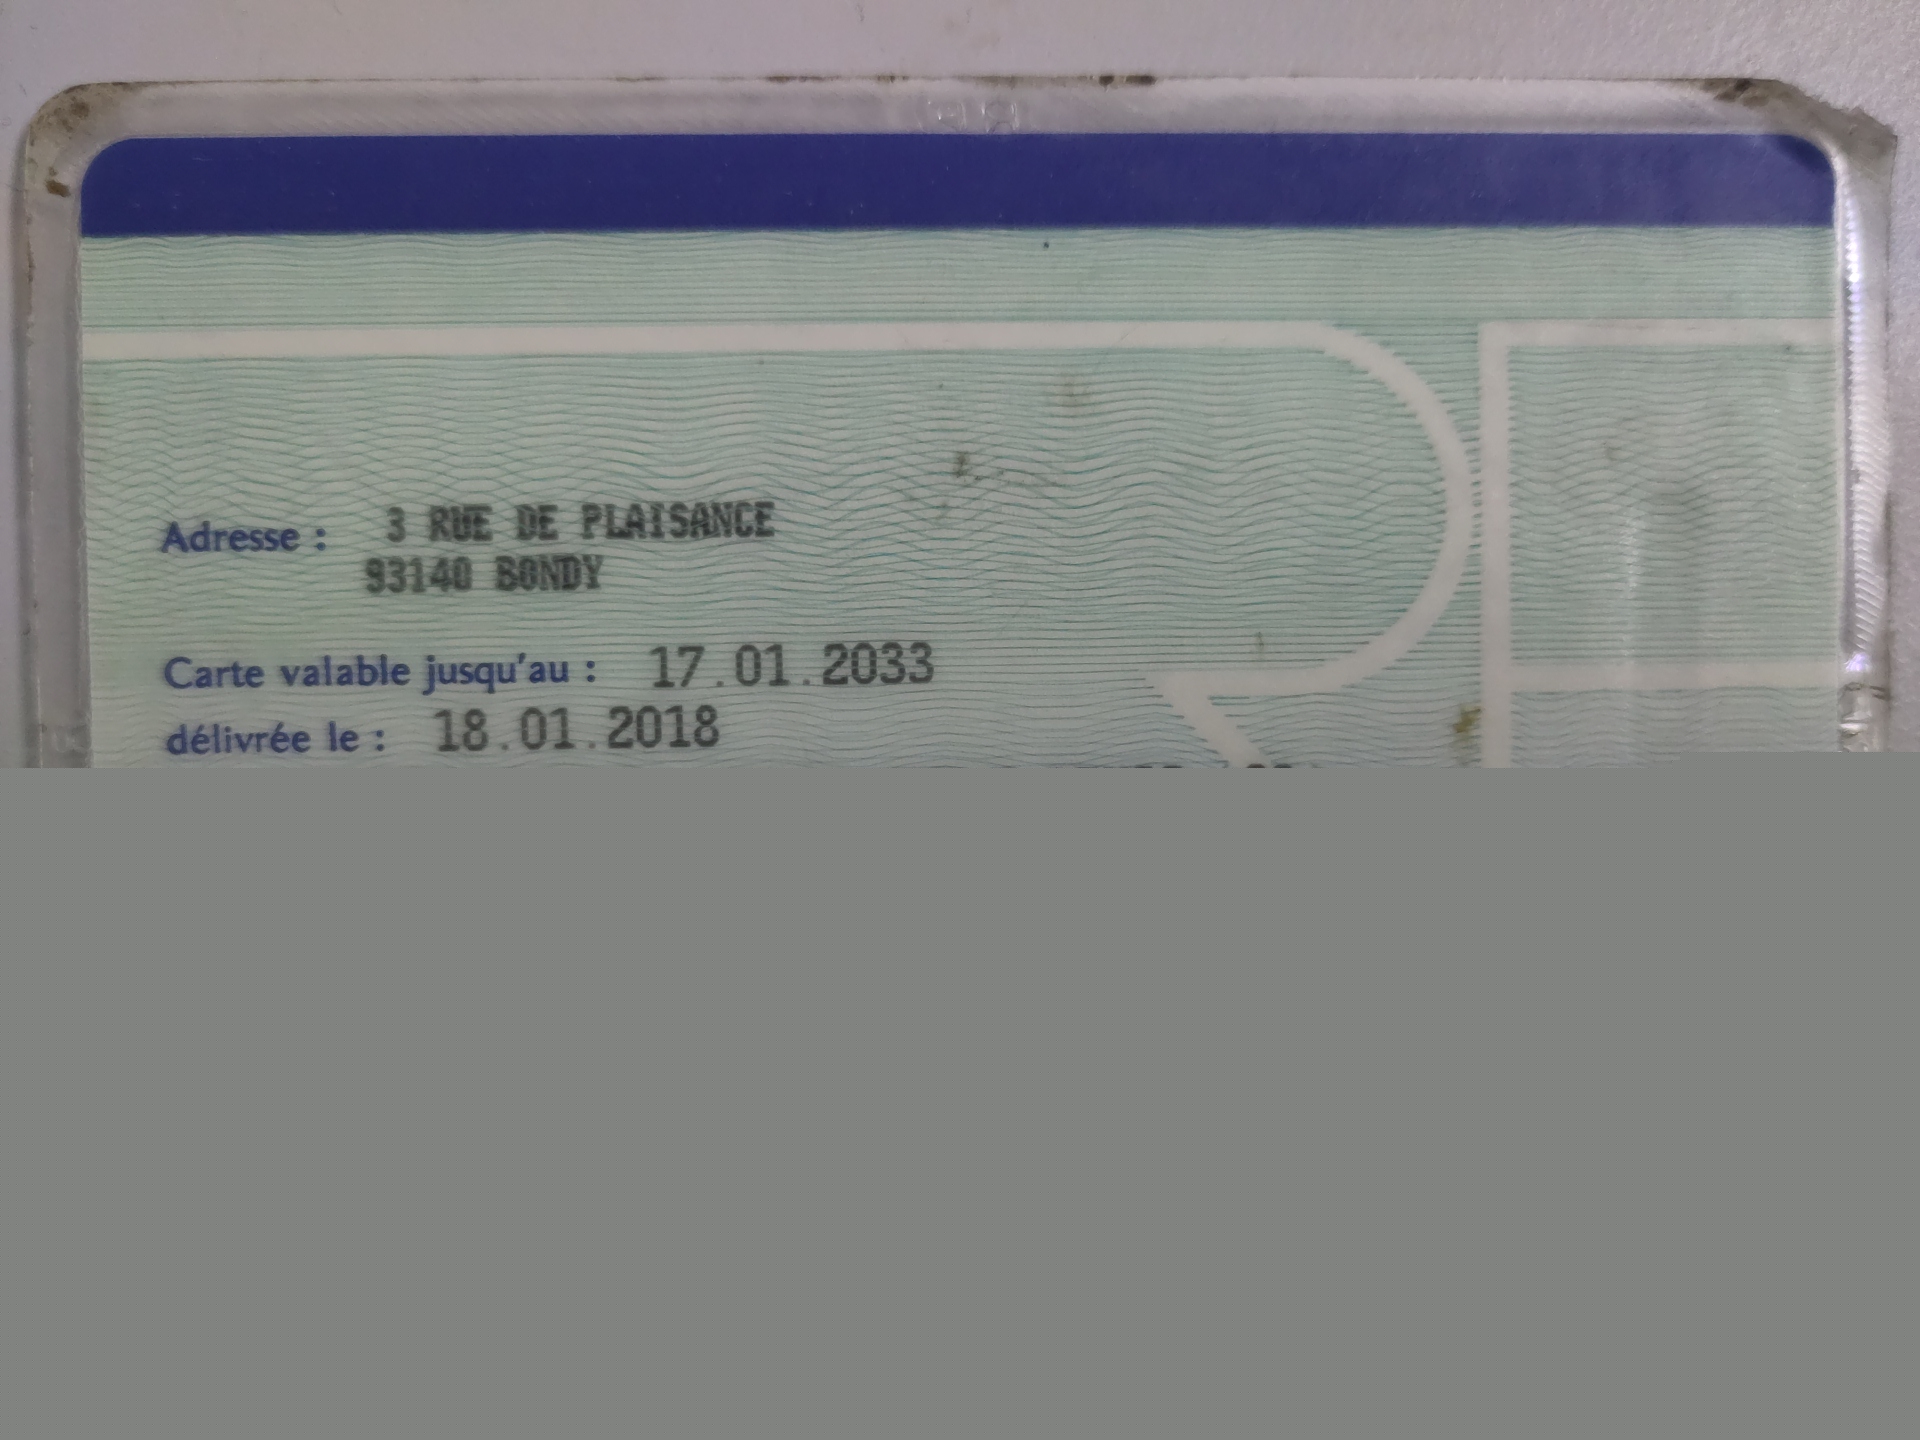 Adresse : 3 RUE DE PLAISANCE
93140 BONDY
Carte valable jusqu'au : 17.01.2033
délivrée le : 18.01.2018